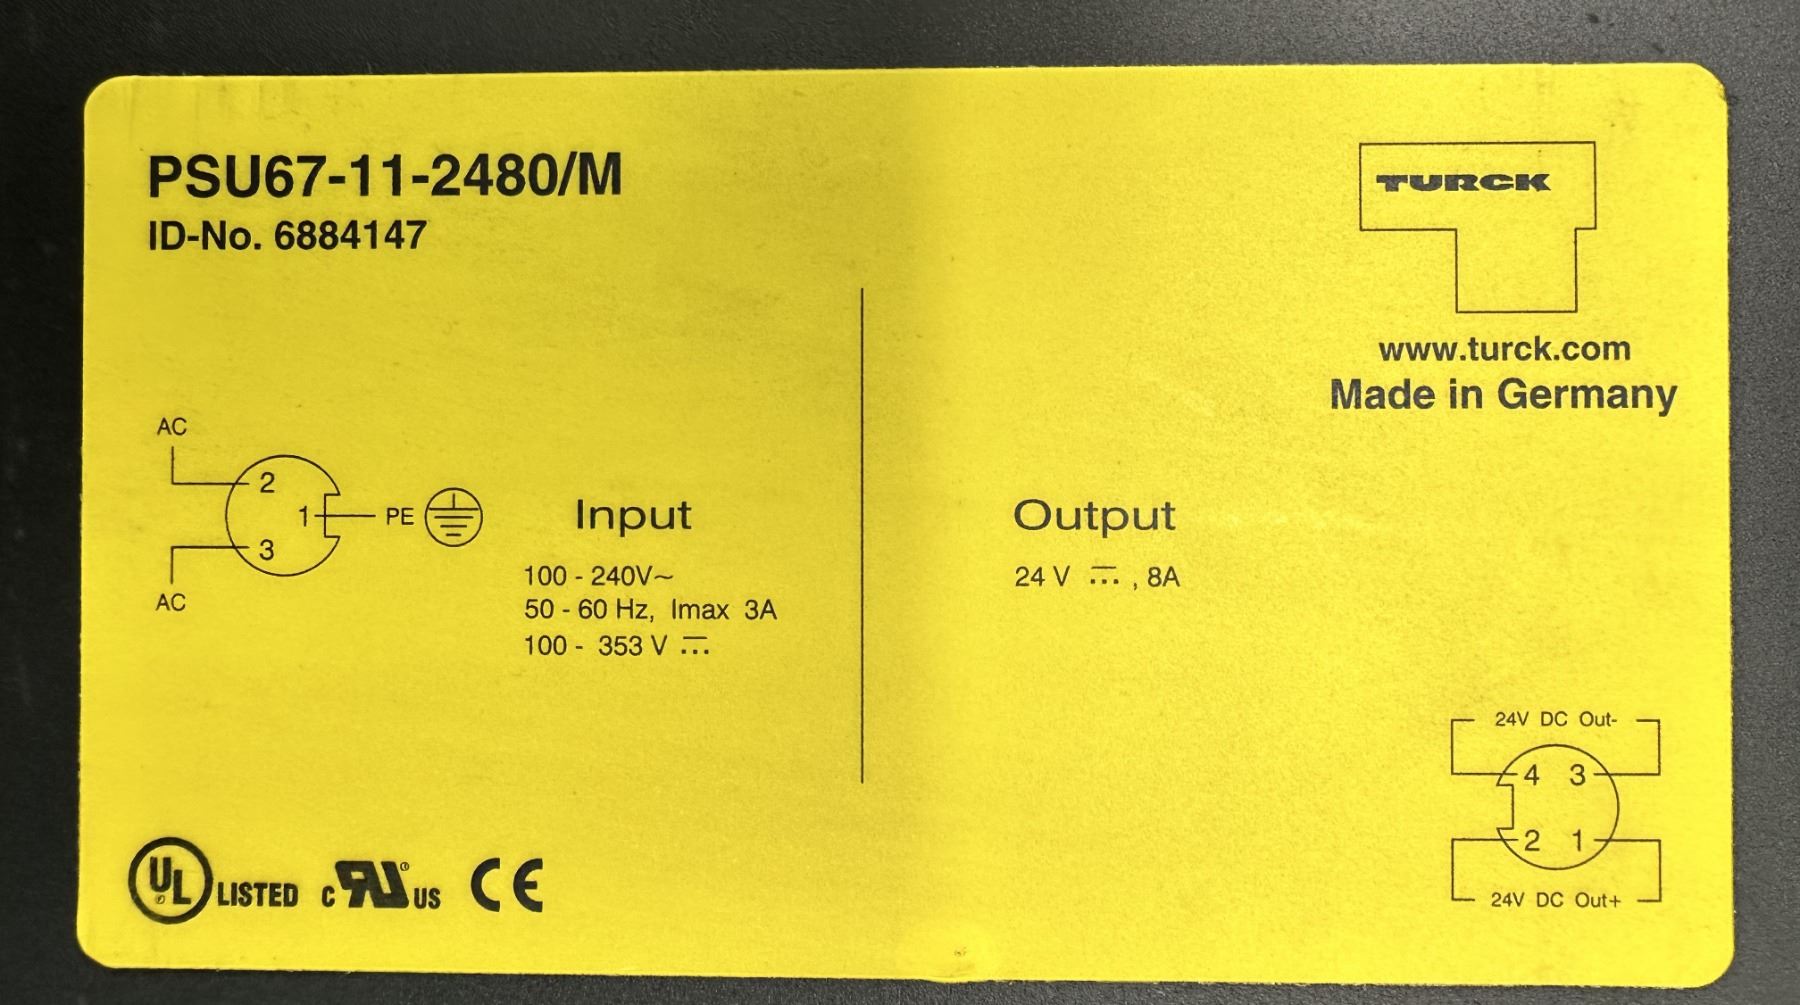 PSU67-11-2480/M
ID-No. 6884147
TURCK
www.turck.com
Made in Germany
AC
2
1 PE
3
AC
Input
100 - 240V~
50 - 60 Hz, Imax 3A
100 - 353 V ⎓
Output
24 V ⎓ , 8A
24V DC Out-
4 3
2 1
24V DC Out+
UL® LISTED c RU® US CE